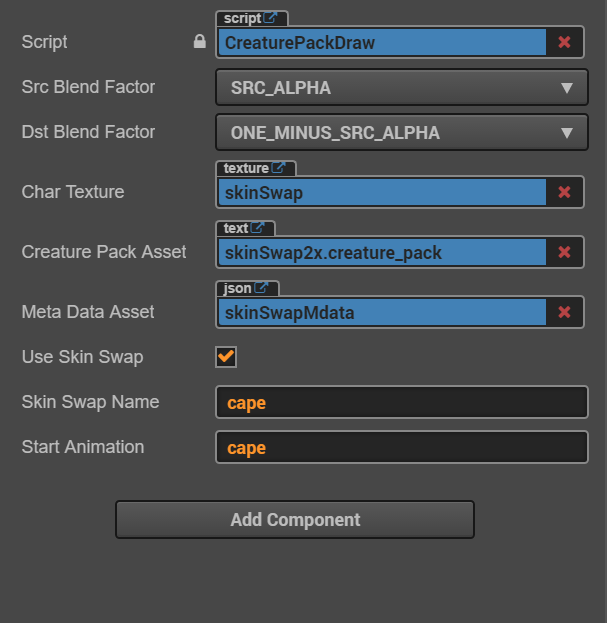 script
Script CreaturePackDraw
Src Blend Factor SRC_ALPHA
Dst Blend Factor ONE_MINUS_SRC_ALPHA
texture
Char Texture skinSwap
text
Creature Pack Asset skinSwap2x.creature_pack
json
Meta Data Asset skinSwapMdata
Use Skin Swap
Skin Swap Name cape
Start Animation cape
Add Component